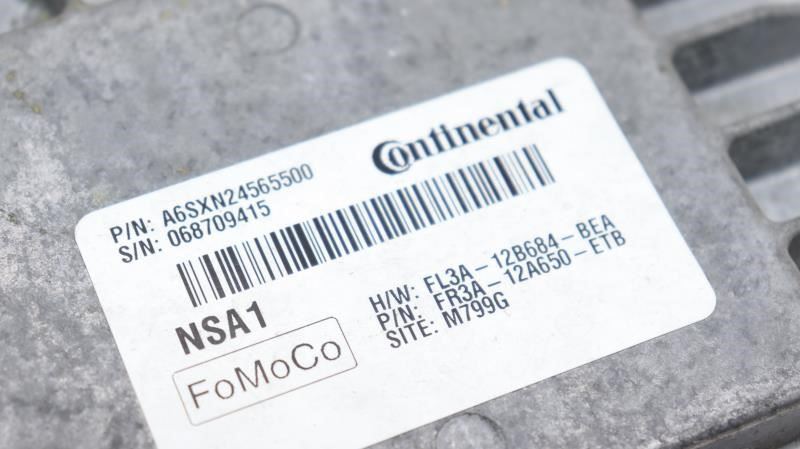 Continental
P/N: A6SXN24565500
S/N: 068709415
NSA1
FoMoCo
H/W: FL3A-12B684-BEA
P/N: FR3A-12A650-ETB
SITE: M799G